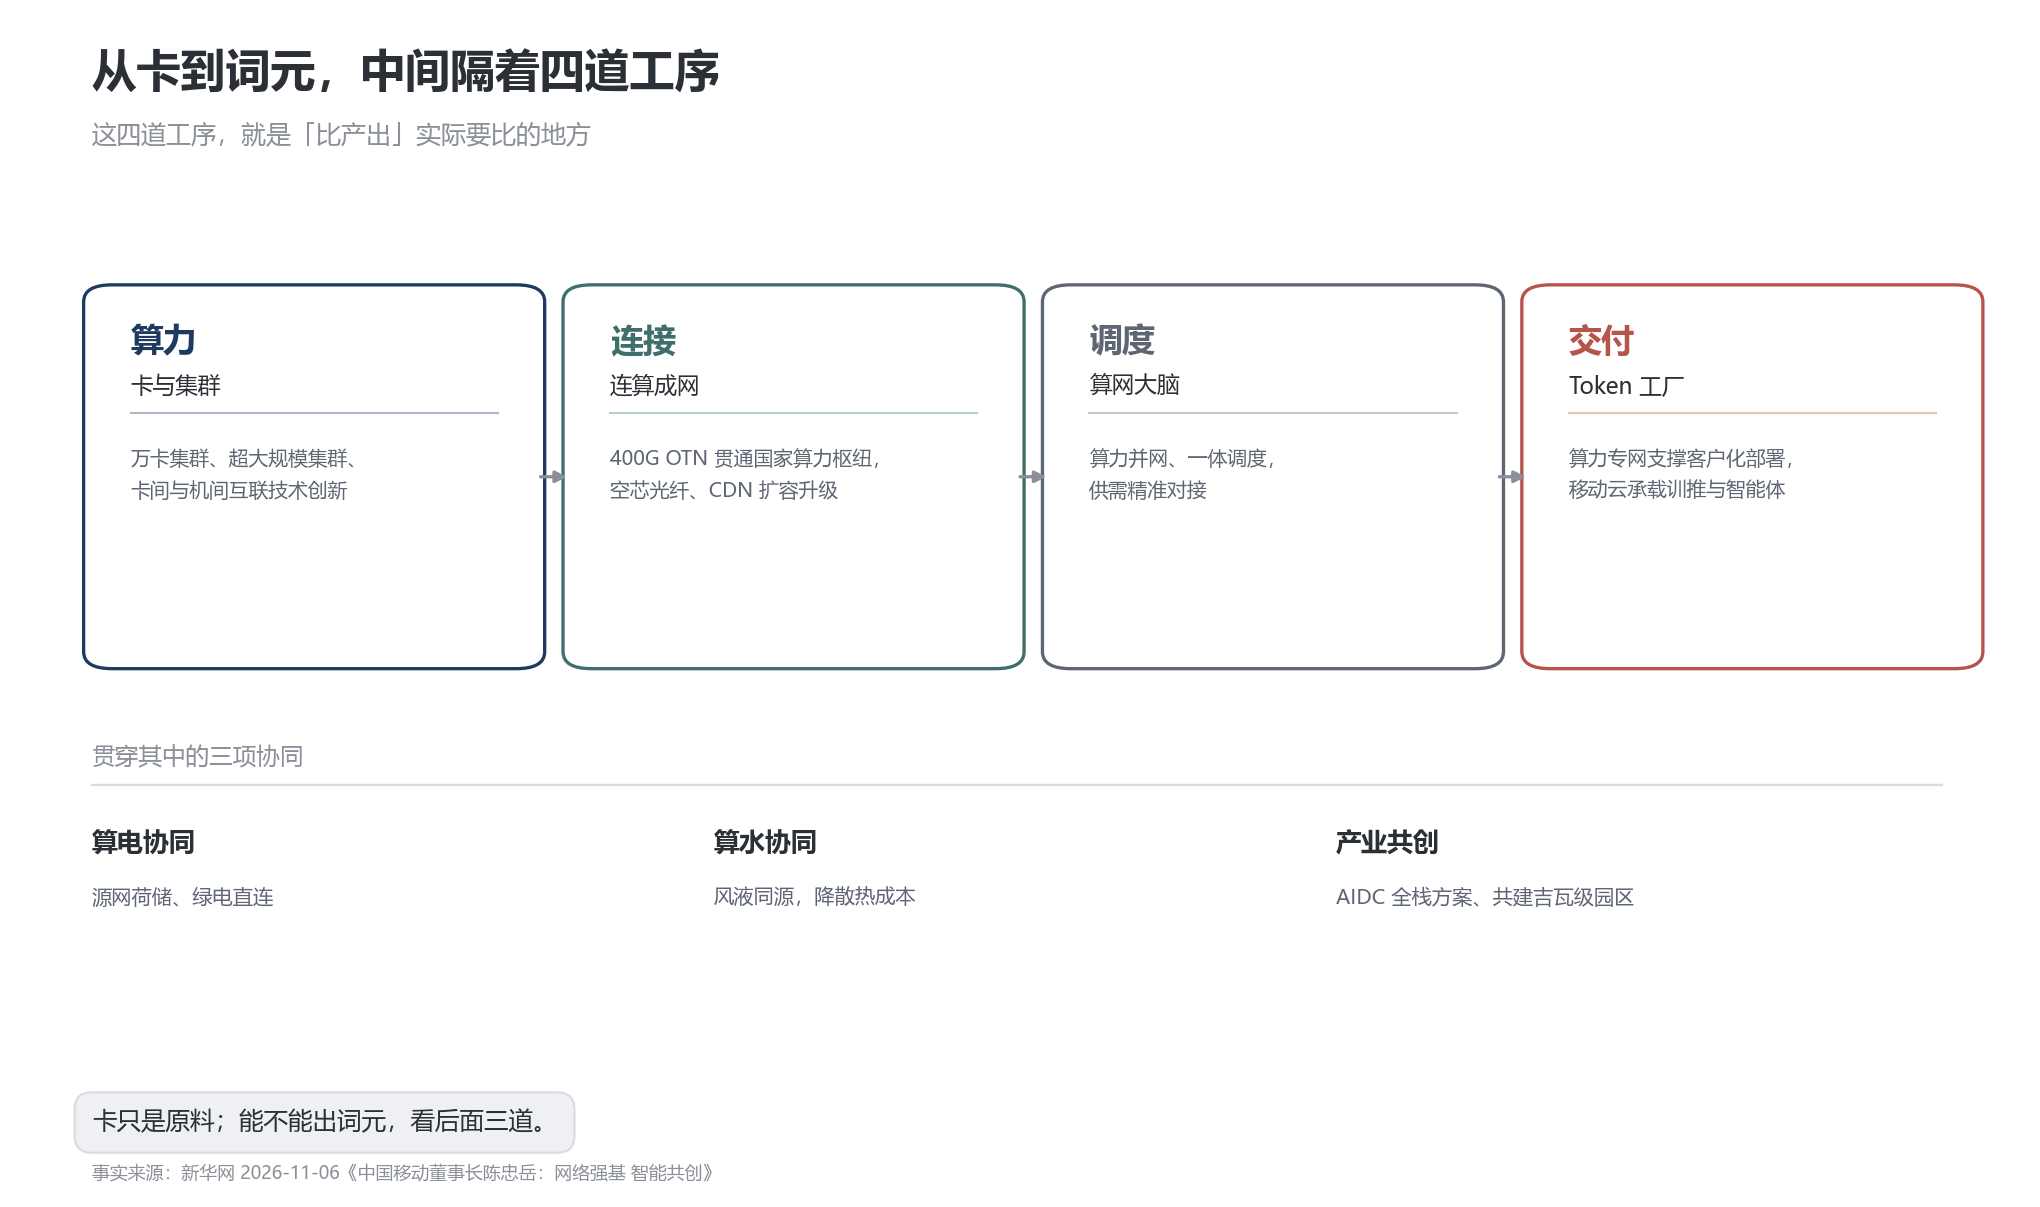 从卡到词元，中间隔着四道工序
这四道工序，就是「比产出」实际要比的地方
算力
卡与集群
万卡集群、超大规模集群、
卡间与机间互联技术创新
连接
连算成网
400G OTN 贯通国家算力枢纽，
空芯光纤、CDN 扩容升级
调度
算网大脑
算力并网、一体调度，
供需精准对接
交付
Token 工厂
算力专网支撑客户化部署，
移动云承载训推与智能体
贯穿其中的三项协同
算电协同
源网荷储、绿电直连
算水协同
风液同源，降散热成本
产业共创
AIDC 全栈方案、共建吉瓦级园区
卡只是原料；能不能出词元，看后面三道。
事实来源：新华网 2026-11-06《中国移动董事长陈忠岳：网络强基 智能共创》